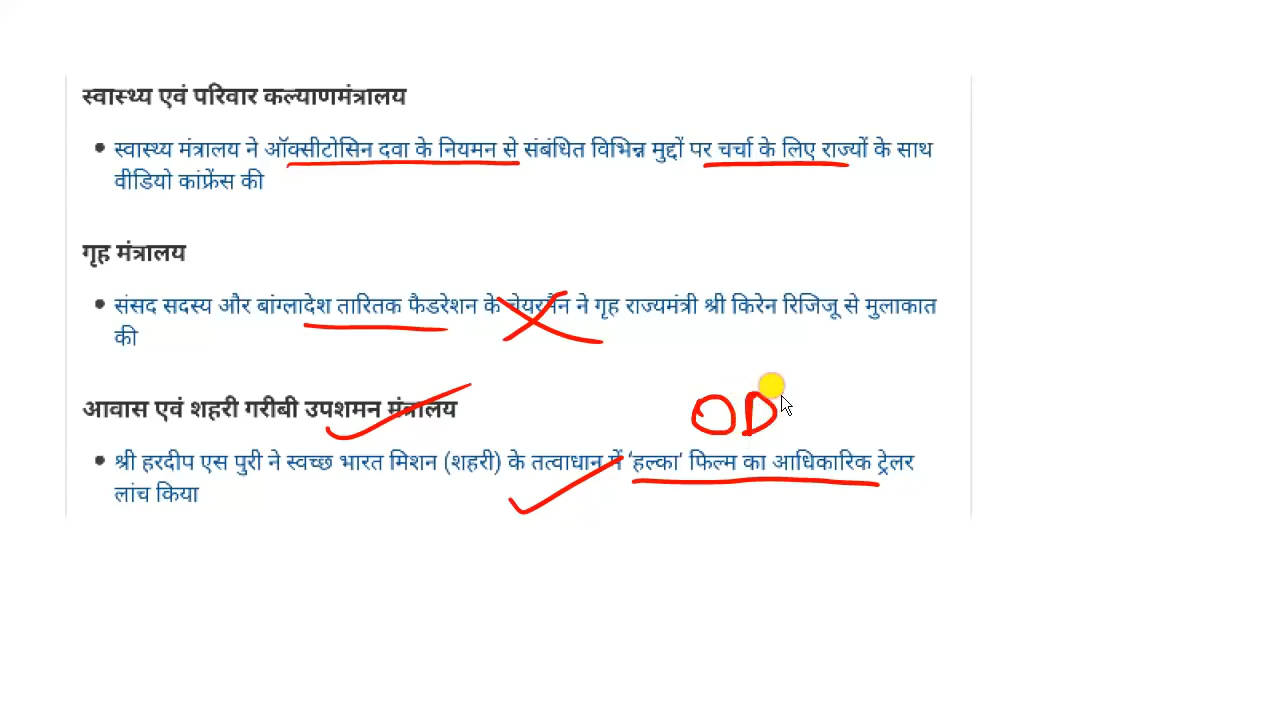 स्वास्थ्य एवं परिवार कल्याणमंत्रालय
• स्वास्थ्य मंत्रालय ने ऑक्सीटोसिन दवा के नियमन से संबंधित विभिन्न मुद्दों पर चर्चा के लिए राज्यों के साथ
वीडियो कांफ्रेंस की
गृह मंत्रालय
• संसद सदस्य और बांग्लादेश तारितक फैडरेशन के चेयरमैन ने गृह राज्यमंत्री श्री किरेन रिजिजू से मुलाकात
की
आवास एवं शहरी गरीबी उपशमन मंत्रालय
OD
• श्री हरदीप एस पुरी ने स्वच्छ भारत मिशन (शहरी) के तत्वाधान में 'हल्का' फिल्म का आधिकारिक ट्रेलर
लांच किया